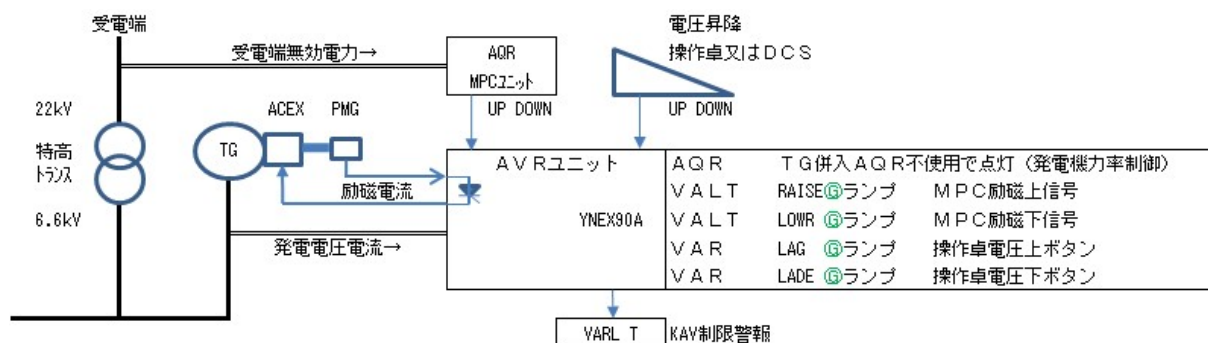 受電端
電圧昇降
操作卓又はＤＣＳ
受電端無効電力→
AQR
MPCユニット
UP DOWN
UP DOWN
22kV
特高
トランス
6.6kV
ACEX
PMG
TG
励磁電流
発電電圧電流→
ＡＶＲユニット
YNEX90A
ＡＱＲ ＴＧ併入ＡＱＲ不使用で点灯（発電機力率制御）
ＶＡＬＴ RAISEⒼランプ ＭＰＣ励磁上信号
ＶＡＬＴ LOWR Ⓖランプ ＭＰＣ励磁下信号
ＶＡＲ LAG Ⓖランプ 操作卓電圧上ボタン
ＶＡＲ LADE Ⓖランプ 操作卓電圧下ボタン
VARL T
KAV制限警報